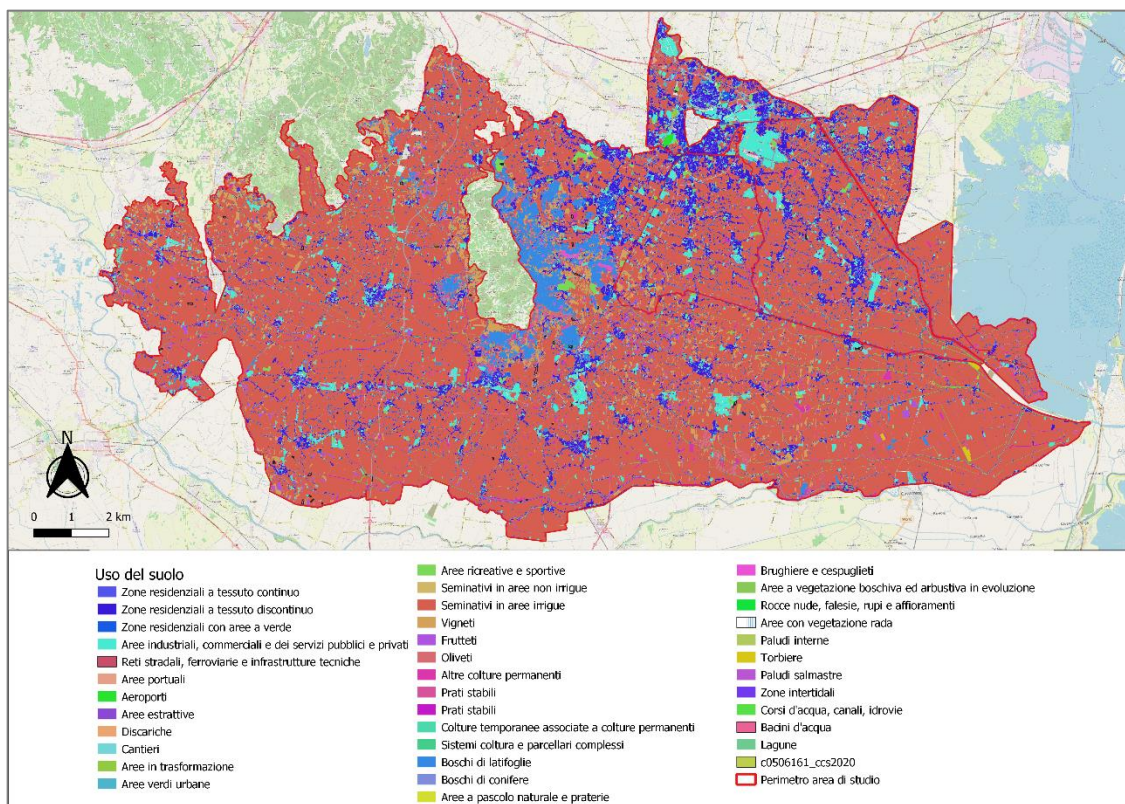 N
0 1 2 km
Uso del suolo
Zone residenziali a tessuto continuo
Zone residenziali a tessuto discontinuo
Zone residenziali con aree a verde
Aree industriali, commerciali e dei servizi pubblici e privati
Reti stradali, ferroviarie e infrastrutture tecniche
Aree portuali
Aeroporti
Aree estrattive
Discariche
Cantieri
Aree in trasformazione
Aree verdi urbane
Aree ricreative e sportive
Seminativi in aree non irrigue
Seminativi in aree irrigue
Vigneti
Frutteti
Oliveti
Altre colture permanenti
Prati stabili
Prati stabili
Colture temporanee associate a colture permanenti
Sistemi coltura e parcellari complessi
Boschi di latifoglie
Boschi di conifere
Aree a pascolo naturale e praterie
Brughiere e cespuglieti
Aree a vegetazione boschiva ed arbustiva in evoluzione
Rocce nude, falesie, rupi e affioramenti
Aree con vegetazione rada
Paludi interne
Torbiere
Paludi salmastre
Zone intertidali
Corsi d'acqua, canali, idrovie
Bacini d'acqua
Lagune
c0506161_ccs2020
Perimetro area di studio